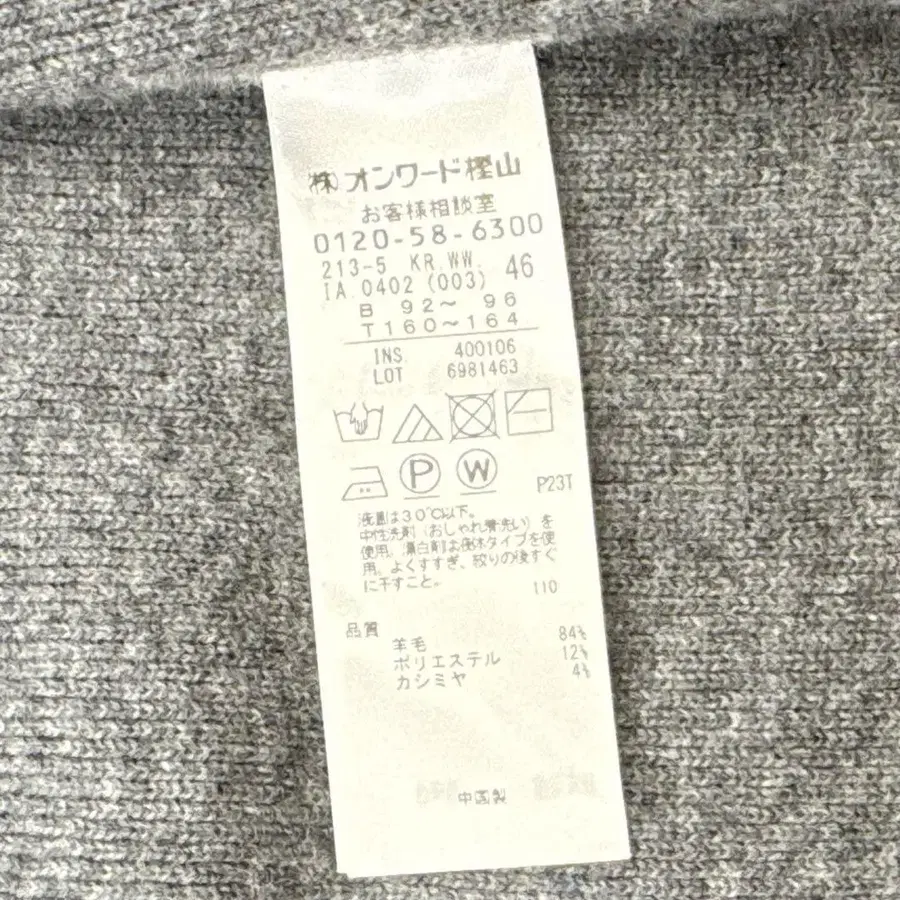 ㈱オンワード樫山
お客様相談室
0120-58-6300
213-5 KR.WW. 46
IA.0402 (003)
B 92～ 96
T160～164
INS 400106
LOT 6981463
P W P23T
液温は30℃以下。
中性洗剤（おしゃれ着洗い）を
使用。漂白剤は液体タイプを使
用。よくすすぎ、絞りの後すぐ
に干すこと。
110
品質
羊毛 84%
ポリエステル 12%
カシミヤ 4%
中国製